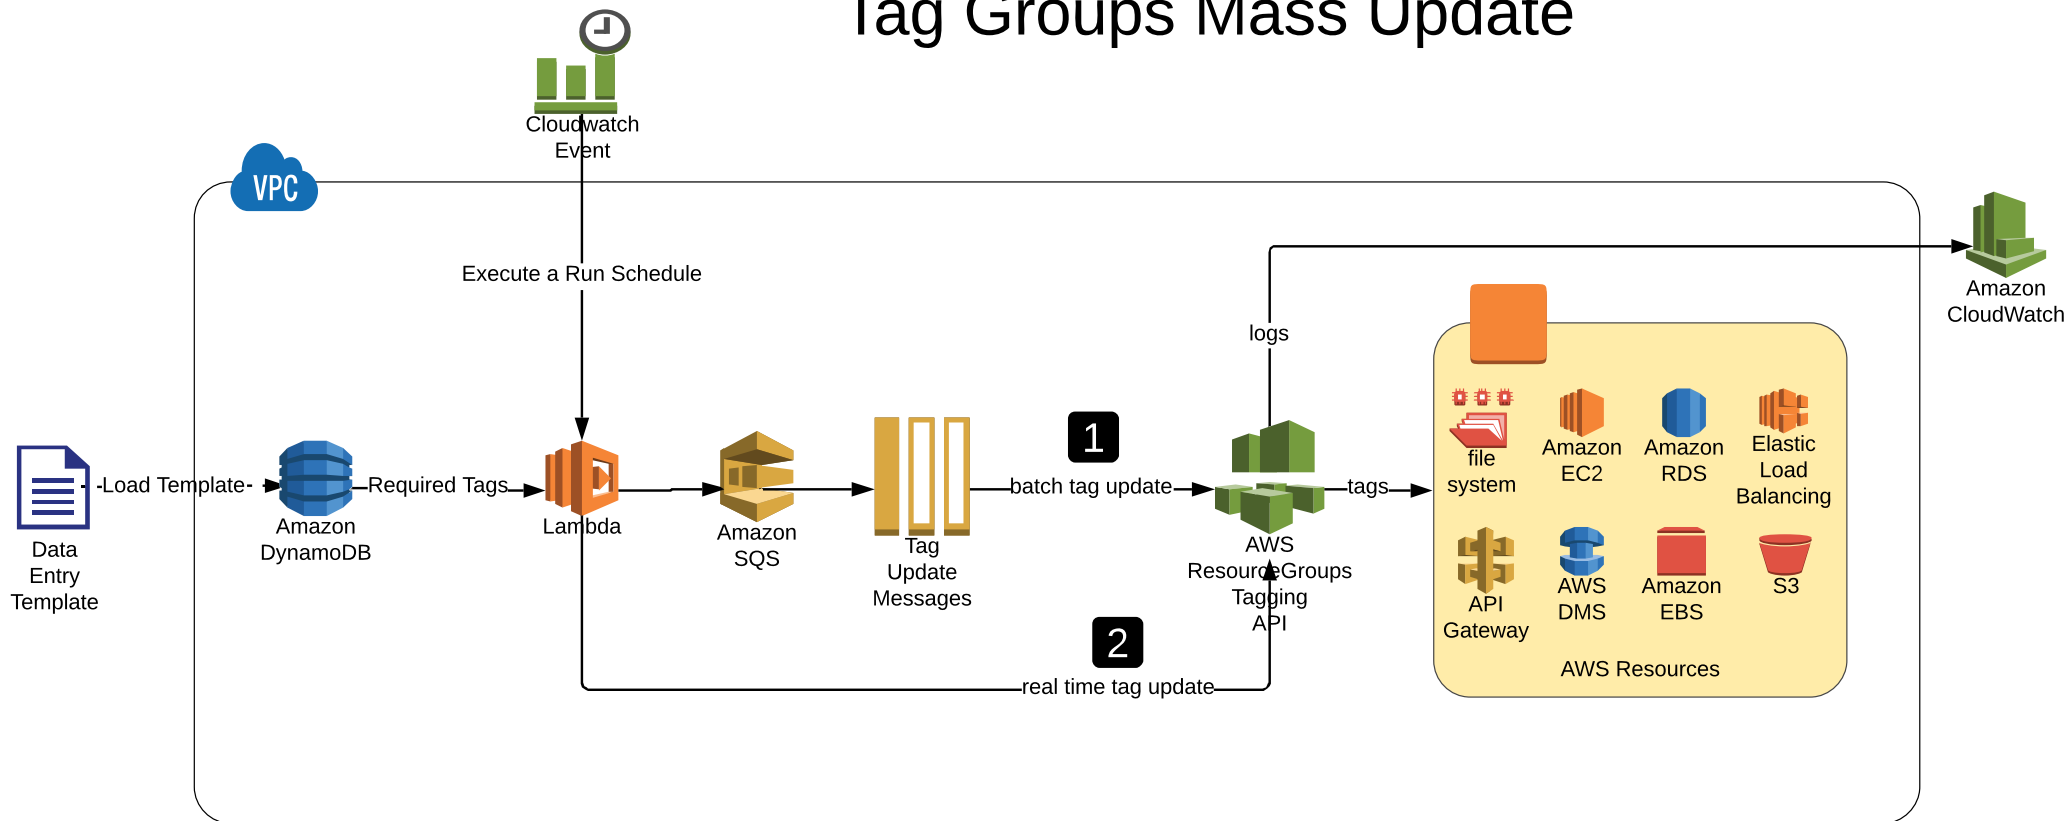 Tag Groups Mass Update
Cloudwatch
Event
VPC
Execute a Run Schedule
Amazon
CloudWatch
logs
Load Template
Data
Entry
Template
Amazon
DynamoDB
Required Tags
Lambda
Amazon
SQS
Tag
Update
Messages
1
batch tag update
AWS
ResourceGroups
Tagging
API
2
real time tag update
tags
file
system
Amazon
EC2
Amazon
RDS
Elastic
Load
Balancing
API
Gateway
AWS
DMS
Amazon
EBS
S3
AWS Resources